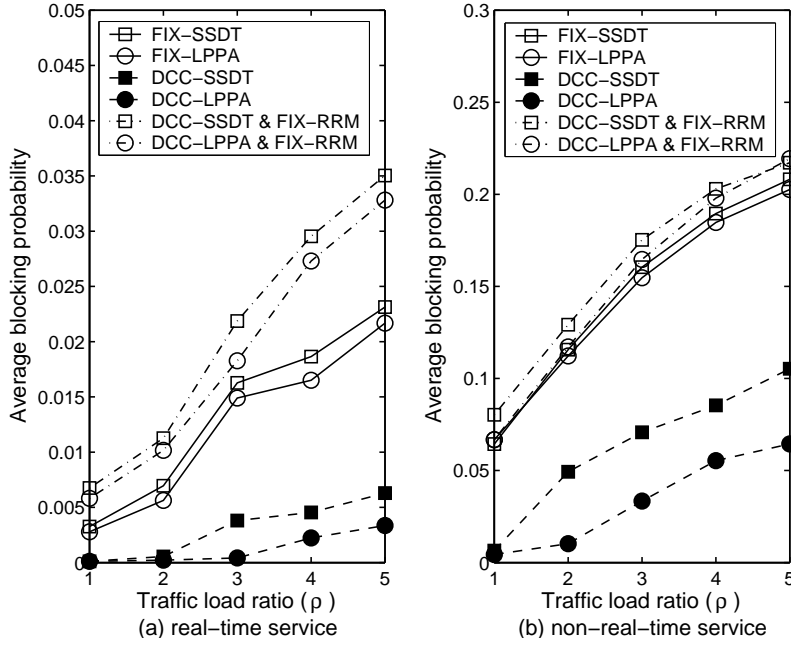 0.05
0.045
0.04
0.035
0.03
0.025
0.02
0.015
0.01
0.005
0
Average blocking probability
FIX−SSDT
FIX−LPPA
DCC−SSDT
DCC−LPPA
DCC−SSDT & FIX−RRM
DCC−LPPA & FIX−RRM
1 2 3 4 5
Traffic load ratio (ρ)
(a) real−time service
0.3
0.25
0.2
0.15
0.1
0.05
0
Average blocking probability
FIX−SSDT
FIX−LPPA
DCC−SSDT
DCC−LPPA
DCC−SSDT & FIX−RRM
DCC−LPPA & FIX−RRM
1 2 3 4 5
Traffic load ratio (ρ)
(b) non−real−time service